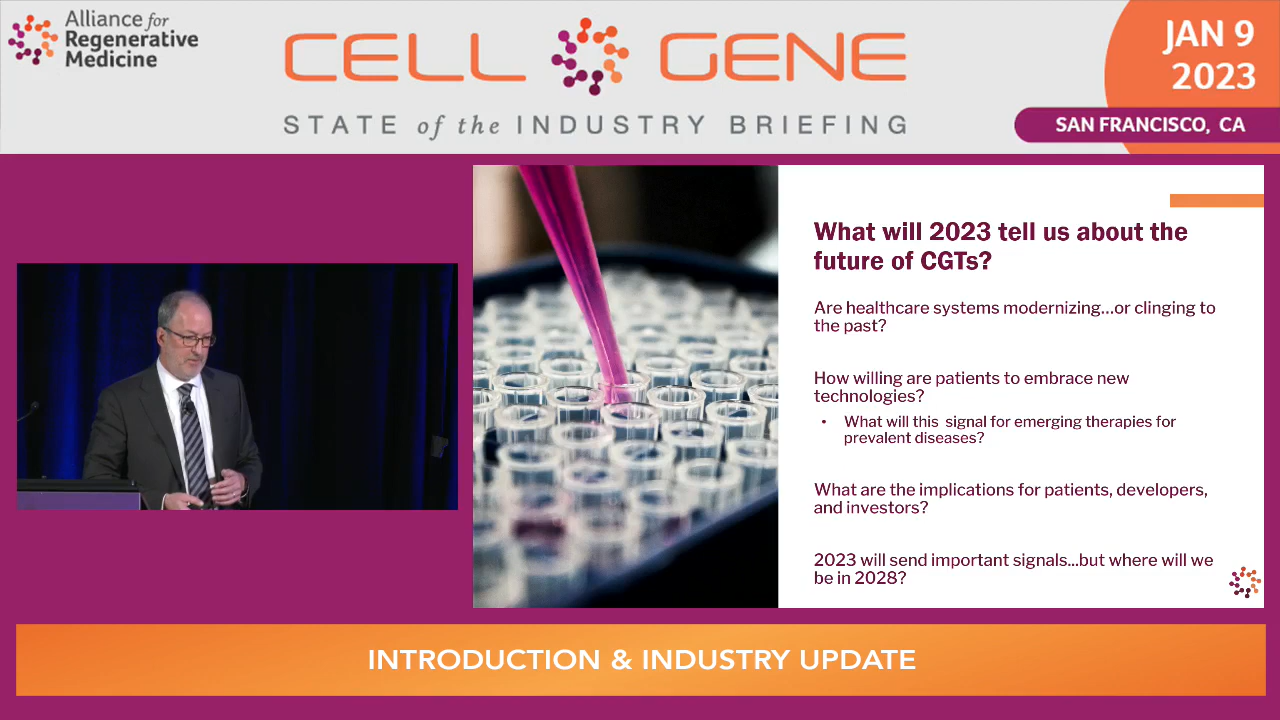 Alliance for
Regenerative
Medicine
CELL GENE
STATE of the INDUSTRY BRIEFING
JAN 9
2023
SAN FRANCISCO, CA
What will 2023 tell us about the
future of CGTs?
Are healthcare systems modernizing...or clinging to
the past?
How willing are patients to embrace new
technologies?
• What will this signal for emerging therapies for
prevalent diseases?
What are the implications for patients, developers,
and investors?
2023 will send important signals...but where will we
be in 2028?
INTRODUCTION & INDUSTRY UPDATE